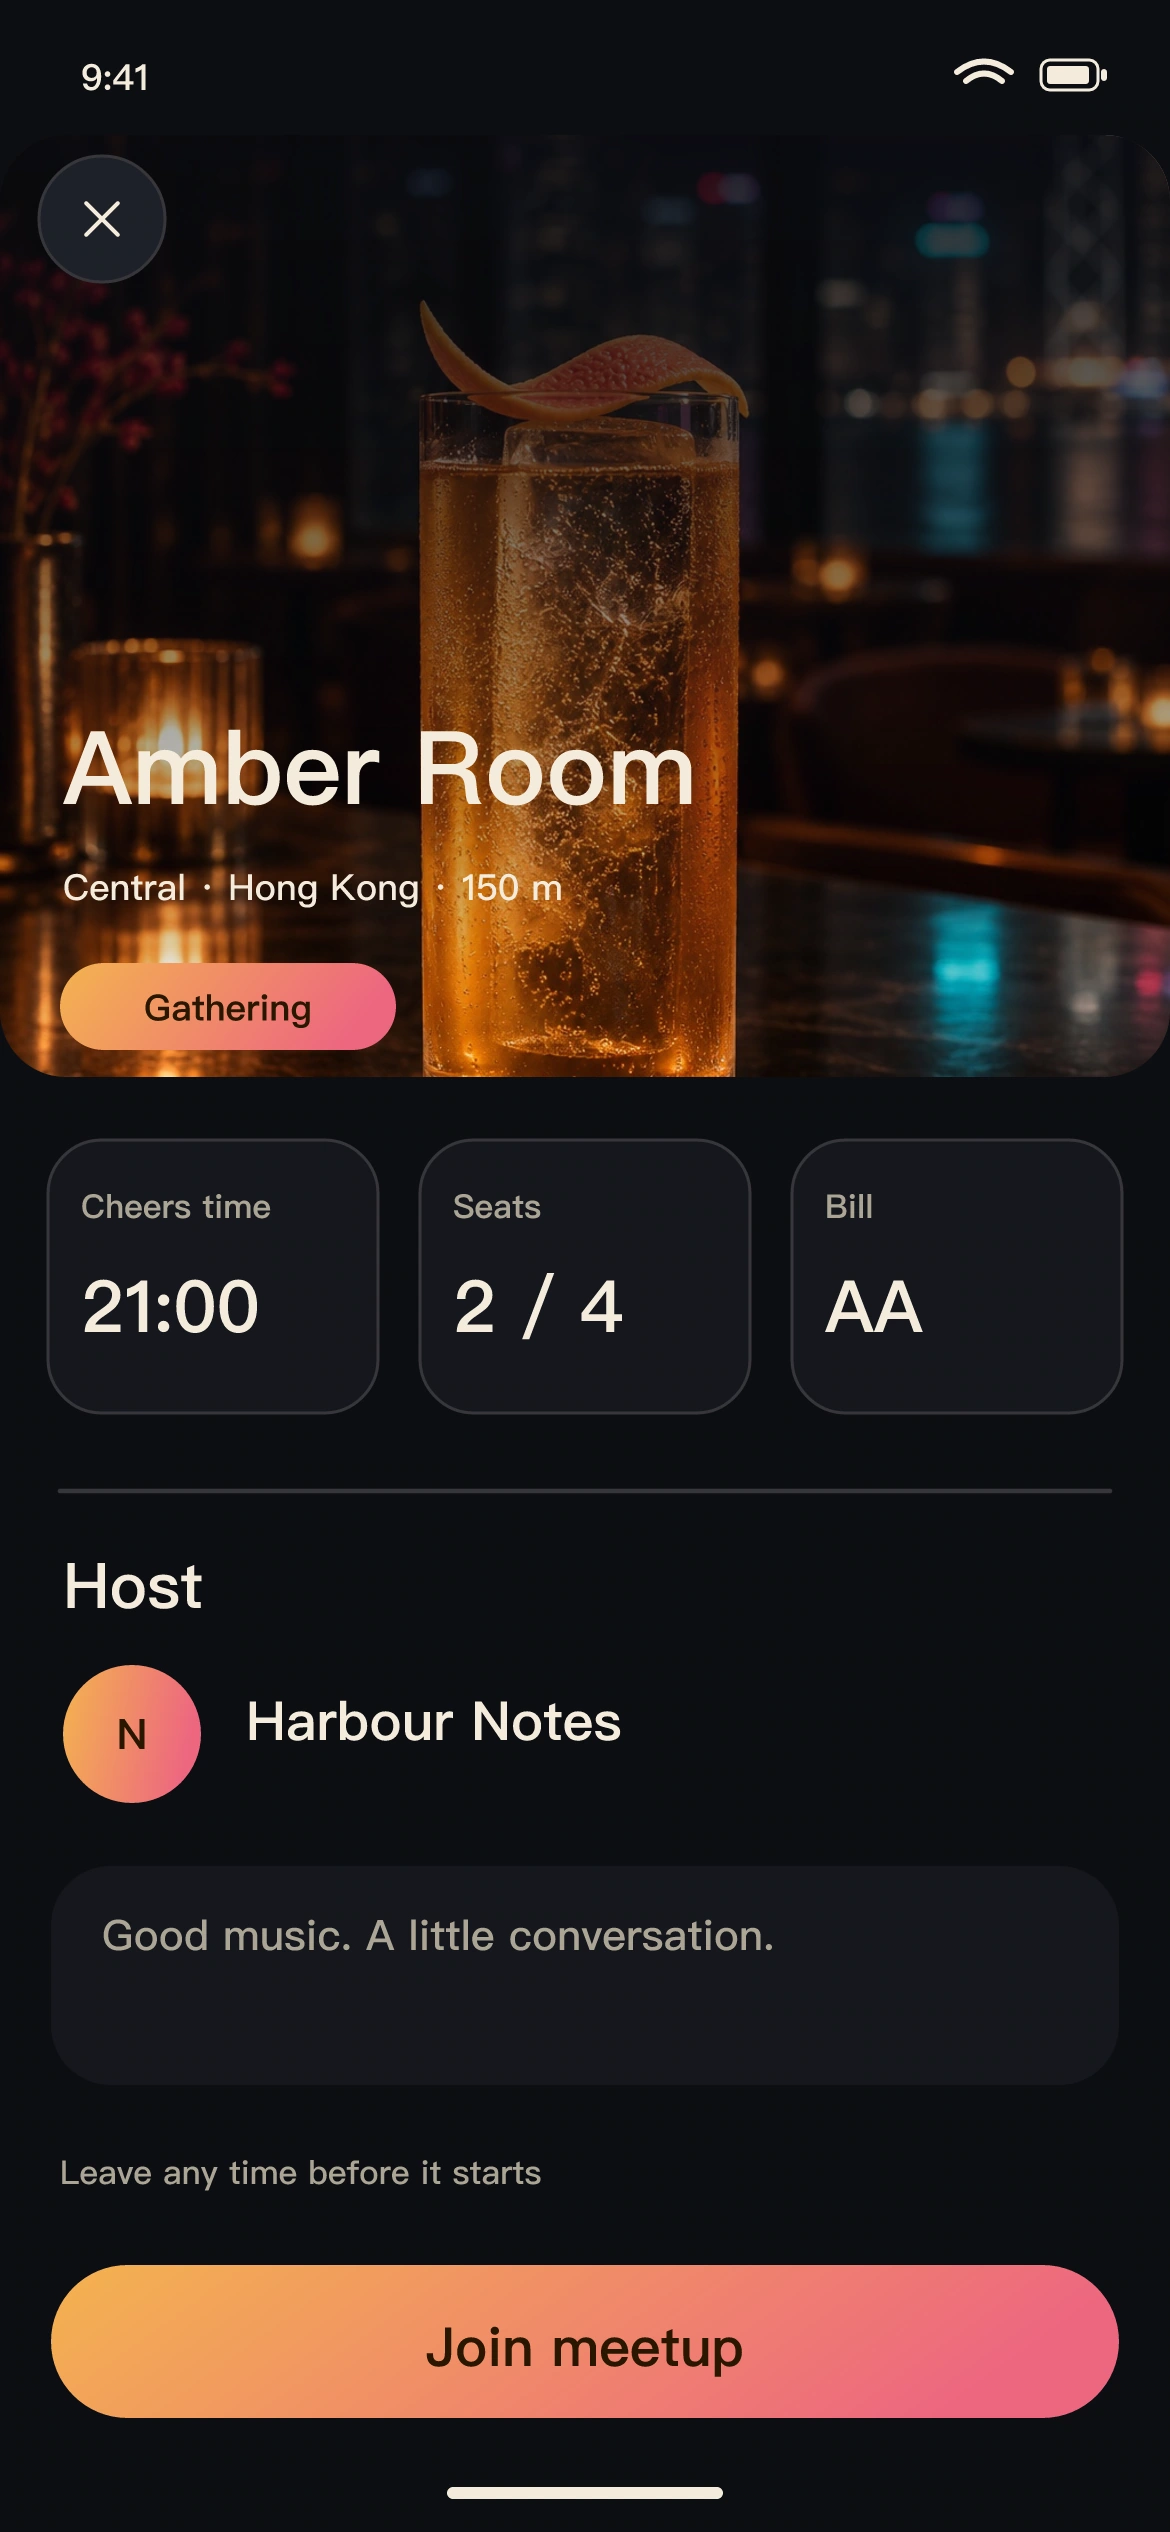 9:41
Amber Room
Central · Hong Kong · 150 m
Gathering
Cheers time
21:00
Seats
2 / 4
Bill
AA
Host
N
Harbour Notes
Good music. A little conversation.
Leave any time before it starts
Join meetup